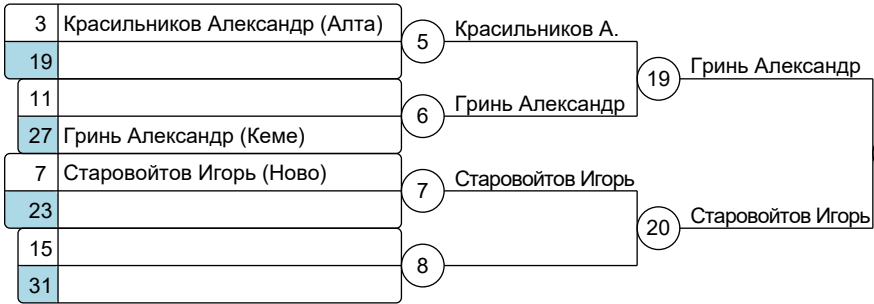 3 Красильников Александр (Алта)
19
11
27 Гринь Александр (Кеме)
7 Старовойтов Игорь (Ново)
23
15
31
5 Красильников А.
6 Гринь Александр
7 Старовойтов Игорь
8
19 Гринь Александр
20 Старовойтов Игорь